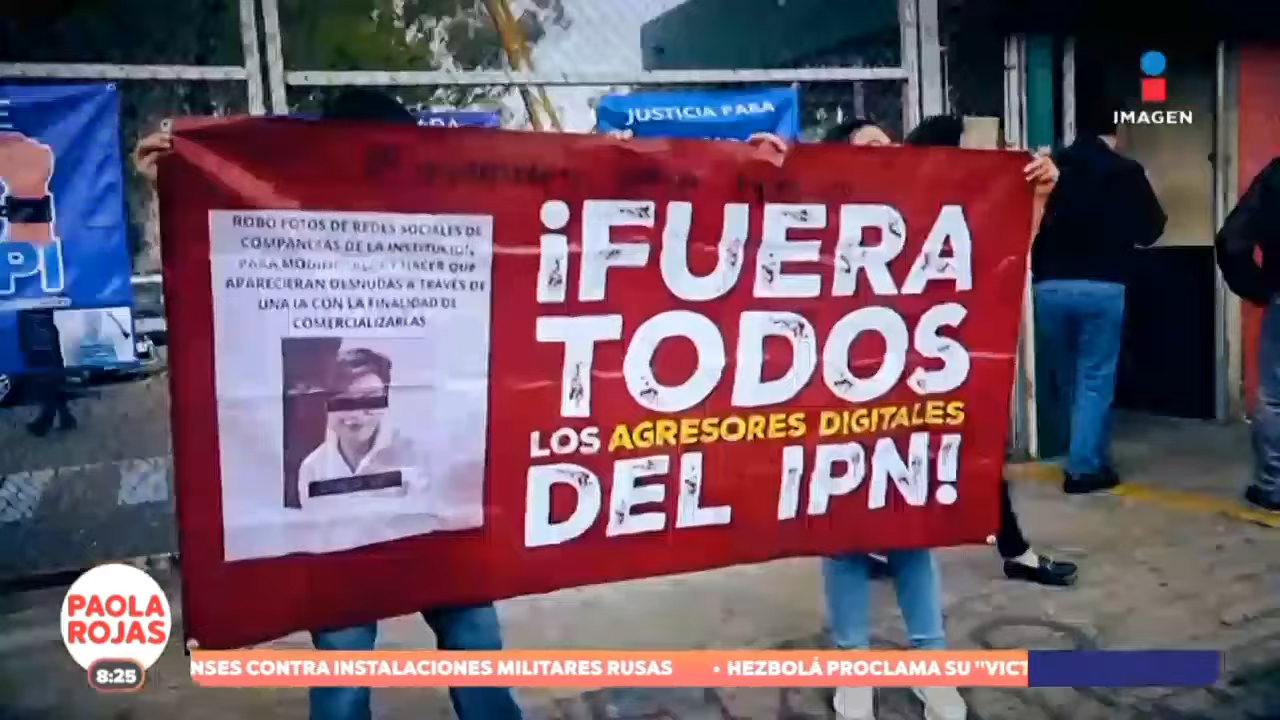 JUSTICIA PARA
IMAGEN
PI
ROBO FOTOS DE REDES SOCIALES DE
COMPAÑERAS DE LA INSTITUCIÓN
PARA MODIFICARLAS Y HACER QUE
APARECIERAN DESNUDAS A TRAVÉS DE
UNA IA CON LA FINALIDAD DE
COMERCIALIZARLAS
¡FUERA
TODOS
LOS AGRESORES DIGITALES
DEL IPN!
PAOLA
ROJAS
8:25
NSES CONTRA INSTALACIONES MILITARES RUSAS • HEZBOLÁ PROCLAMA SU "VICT